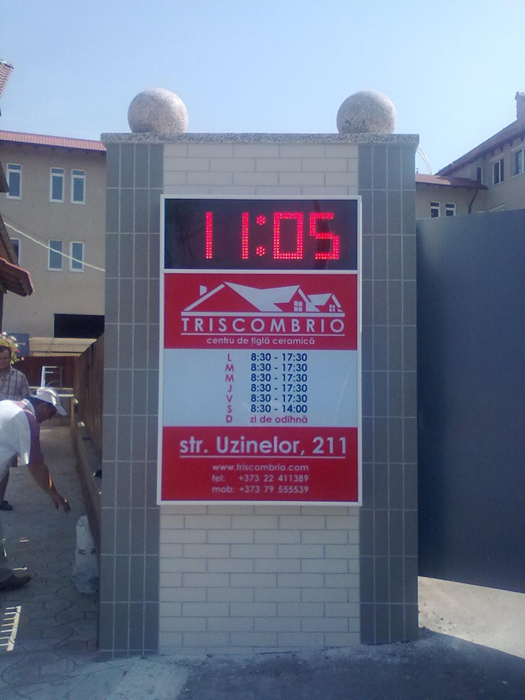 11:05
TRISCOMBRIO
centru de țiglă ceramică
L 8:30 - 17:30
M 8:30 - 17:30
M 8:30 - 17:30
J 8:30 - 17:30
V 8:30 - 17:30
S 8:30 - 14:00
D zi de odihnă
str. Uzinelor, 211
www.triscombrio.com
tel: +373 22 411389
mob: +373 79 555539